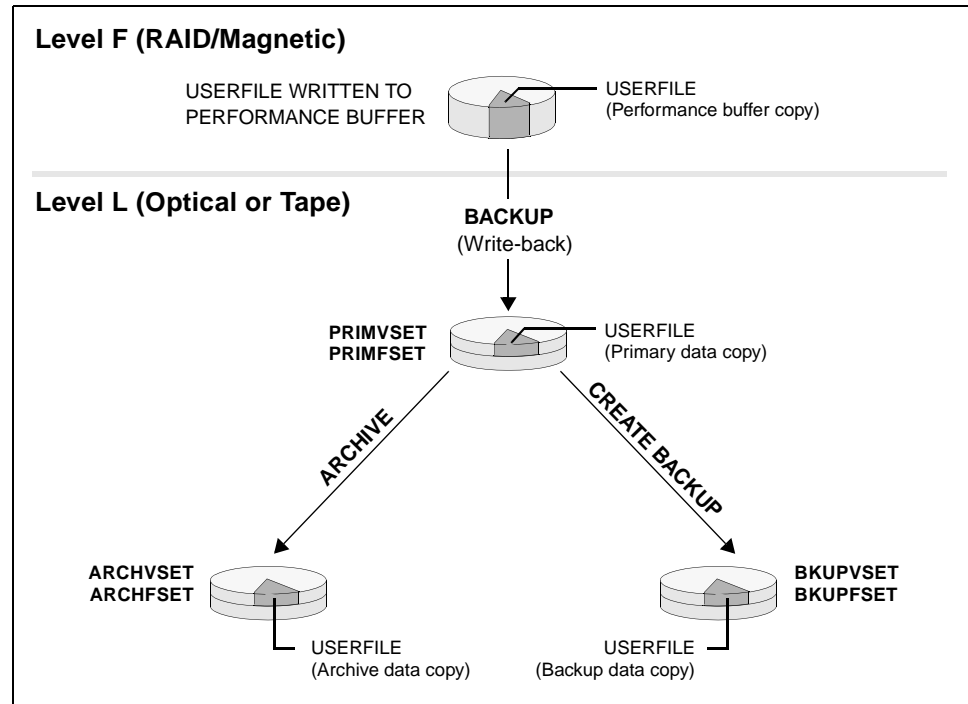 Level F (RAID/Magnetic)
USERFILE WRITTEN TO
PERFORMANCE BUFFER
USERFILE
(Performance buffer copy)
Level L (Optical or Tape)
BACKUP
(Write-back)
PRIMVSET
PRIMFSET
USERFILE
(Primary data copy)
ARCHIVE
CREATE BACKUP
ARCHVSET
ARCHFSET
BKUPVSET
BKUPFSET
USERFILE
(Archive data copy)
USERFILE
(Backup data copy)